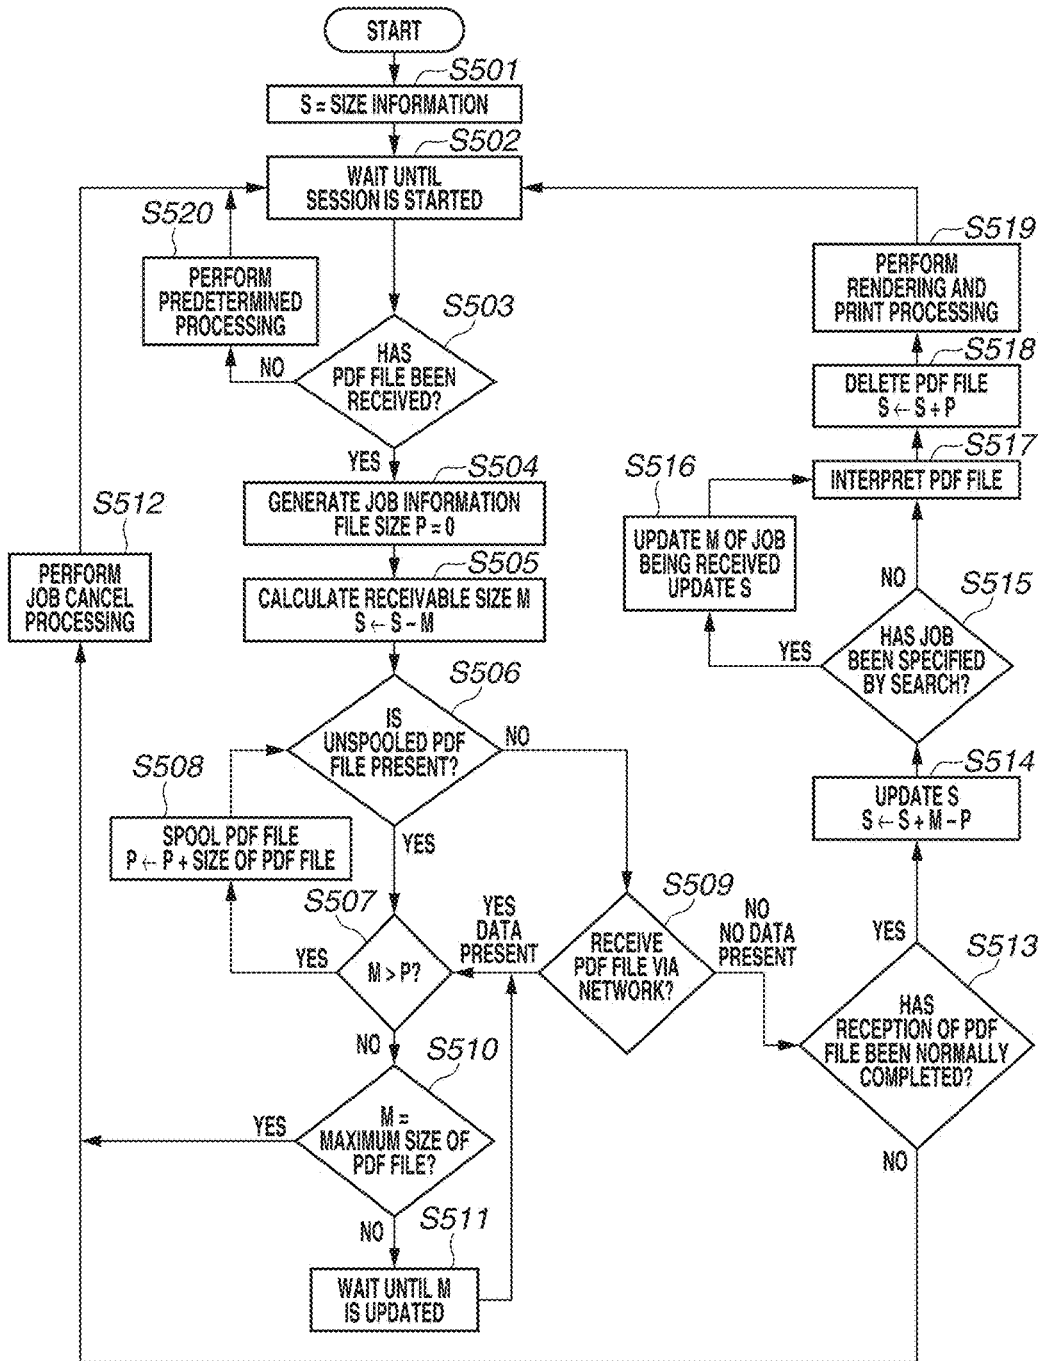 START
S501
S = SIZE INFORMATION
S502
WAIT UNTIL
SESSION IS STARTED
S520
PERFORM
PREDETERMINED
PROCESSING
S503
HAS
PDF FILE BEEN
RECEIVED?
NO
YES
S504
GENERATE JOB INFORMATION
FILE SIZE P = 0
S505
CALCULATE RECEIVABLE SIZE M
S ← S − M
S512
PERFORM
JOB CANCEL
PROCESSING
S506
IS
UNSPOOLED PDF
FILE PRESENT?
NO
YES
S508
SPOOL PDF FILE
P ← P + SIZE OF PDF FILE
S507
M > P?
YES
NO
S509
RECEIVE
PDF FILE VIA
NETWORK?
YES
DATA
PRESENT
NO
NO DATA
PRESENT
S510
M =
MAXIMUM SIZE OF
PDF FILE?
YES
NO
S511
WAIT UNTIL M
IS UPDATED
S513
HAS
RECEPTION OF PDF
FILE BEEN NORMALLY
COMPLETED?
YES
NO
S514
UPDATE S
S ← S + M − P
S515
HAS JOB
BEEN SPECIFIED
BY SEARCH?
YES
NO
S516
UPDATE M OF JOB
BEING RECEIVED
UPDATE S
S517
INTERPRET PDF FILE
S518
DELETE PDF FILE
S ← S + P
S519
PERFORM
RENDERING AND
PRINT PROCESSING